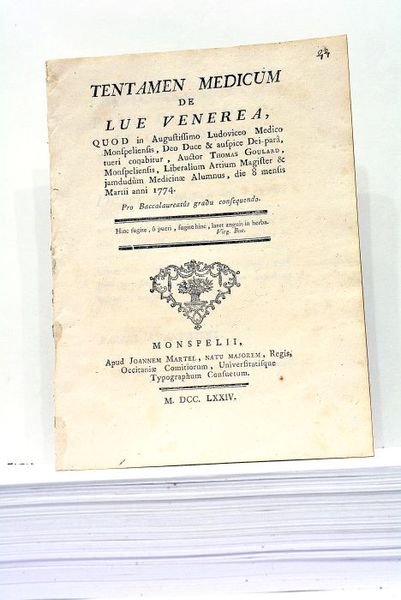 TENTAMEN MEDICUM
DE
LUE VENEREA,
QUOD in Augustissimo Ludoviceo Medico
Monspeliensis, Deo Duce & auspice Dei-parâ,
tueri conabitur, Auctor THOMAS GOULARD,
Monspeliensis, Liberalium Artium Magister &
jamdudùm Medicinæ Alumnus, die 8 mensis
Martii anni 1774.
Pro Baccalaureatûs gradu consequendo.
Hinc fugite, ô pueri, fugite hinc, latet anguis in herba.
Virg. Buc.
MONSPELII,
Apud JOANNEM MARTEL, NATU MAJOREM, Regis,
Occitaniæ Comitiorum, Universitatisque
Typographum Consuetum.
M. DCC. LXXIV.